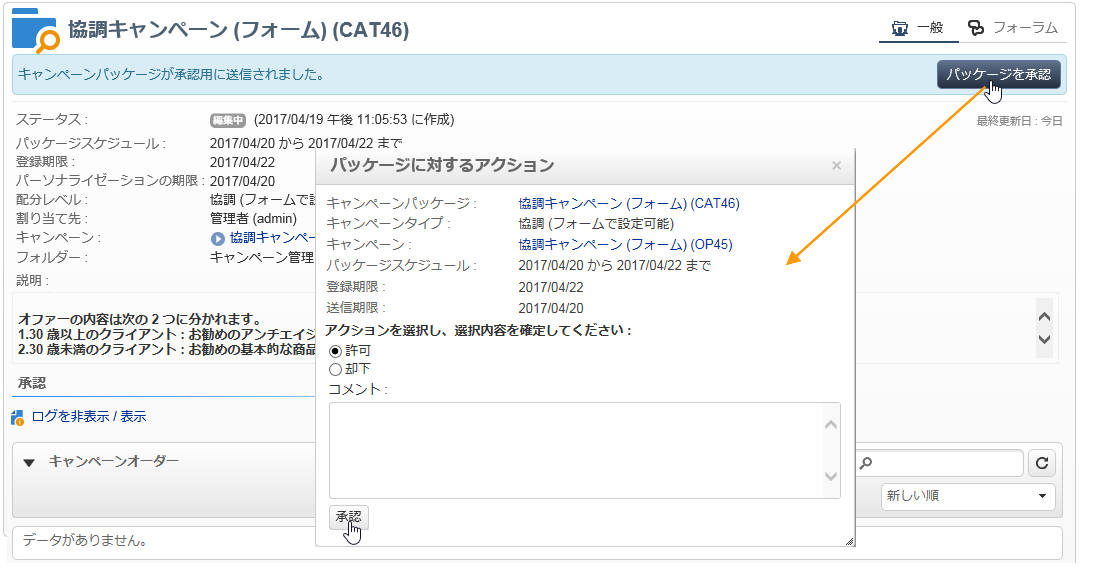 協調キャンペーン (フォーム) (CAT46)
一般
フォーラム
キャンペーンパッケージが承認用に送信されました。
パッケージを承認
ステータス :
編集中 (2017/04/19 午後 11:05:53 に作成)
最終更新日 : 今日
パッケージスケジュール :
2017/04/20 から 2017/04/22 まで
登録期限 :
2017/04/22
パーソナライゼーションの期限 :
2017/04/20
配分レベル :
協調 (フォームで
割り当て先 :
管理者 (admin)
キャンペーン :
協調キャンペー
フォルダー :
キャンペーン管理
説明 :
オファーの内容は次の 2 つに分かれます。
1.30 歳以上のクライアント : お勧めのアンチエイジ
2.30 歳未満のクライアント : お勧めの基本的な商品
承認
ログを非表示 / 表示
キャンペーンオーダー
新しい順
データがありません。
パッケージに対するアクション
×
キャンペーンパッケージ :
協調キャンペーン (フォーム) (CAT46)
キャンペーンタイプ :
協調 (フォームで設定可能)
キャンペーン :
協調キャンペーン (フォーム) (OP45)
パッケージスケジュール :
2017/04/20 から 2017/04/22 まで
登録期限 :
2017/04/22
送信期限 :
2017/04/20
アクションを選択し、選択内容を確定してください :
許可
却下
コメント :
承認